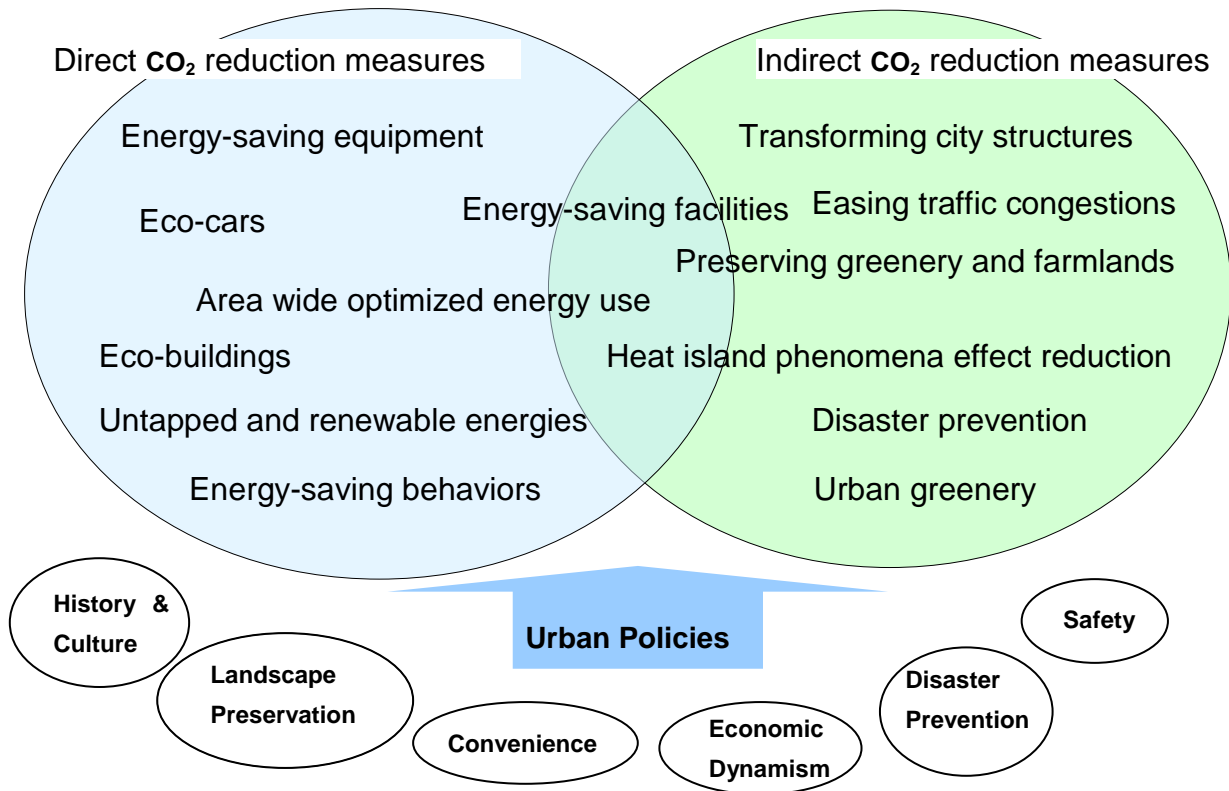 Direct CO₂ reduction measures
Indirect CO₂ reduction measures
Energy-saving equipment
Transforming city structures
Eco-cars
Energy-saving facilities
Easing traffic congestions
Preserving greenery and farmlands
Area wide optimized energy use
Eco-buildings
Heat island phenomena effect reduction
Untapped and renewable energies
Disaster prevention
Energy-saving behaviors
Urban greenery
History &
Culture
Landscape
Preservation
Urban Policies
Convenience
Economic
Dynamism
Disaster
Prevention
Safety